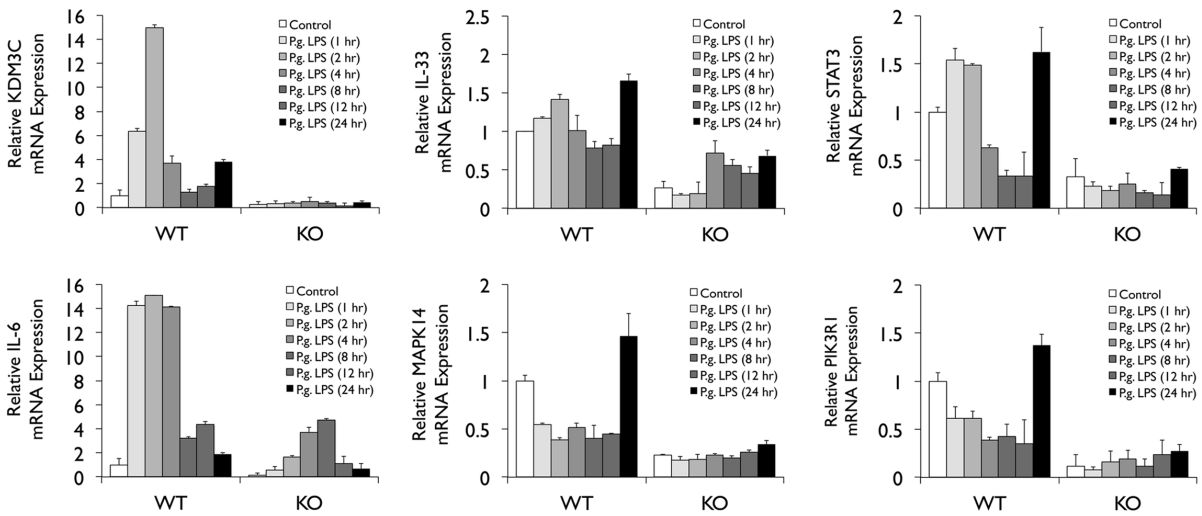 Relative KDM3C
mRNA Expression
16
14
12
10
8
6
4
2
0
Control
P.g. LPS (1 hr)
P.g. LPS (2 hr)
P.g. LPS (4 hr)
P.g. LPS (8 hr)
P.g. LPS (12 hr)
P.g. LPS (24 hr)
WT
KO
Relative IL-33
mRNA Expression
2.5
2
1.5
1
0.5
0
Control
P.g. LPS (1 hr)
P.g. LPS (2 hr)
P.g. LPS (4 hr)
P.g. LPS (8 hr)
P.g. LPS (12 hr)
P.g. LPS (24 hr)
WT
KO
Relative STAT3
mRNA Expression
2
1.5
1
0.5
0
Control
P.g. LPS (1 hr)
P.g. LPS (2 hr)
P.g. LPS (4 hr)
P.g. LPS (8 hr)
P.g. LPS (12 hr)
P.g. LPS (24 hr)
WT
KO
Relative IL-6
mRNA Expression
16
14
12
10
8
6
4
2
0
Control
P.g. LPS (1 hr)
P.g. LPS (2 hr)
P.g. LPS (4 hr)
P.g. LPS (8 hr)
P.g. LPS (12 hr)
P.g. LPS (24 hr)
WT
KO
Relative MAPK14
mRNA Expression
2
1.5
1
0.5
0
Control
P.g. LPS (1 hr)
P.g. LPS (2 hr)
P.g. LPS (4 hr)
P.g. LPS (8 hr)
P.g. LPS (12 hr)
P.g. LPS (24 hr)
WT
KO
Relative PIK3R1
mRNA Expression
2
1.5
1
0.5
0
Control
P.g. LPS (1 hr)
P.g. LPS (2 hr)
P.g. LPS (4 hr)
P.g. LPS (8 hr)
P.g. LPS (12 hr)
P.g. LPS (24 hr)
WT
KO